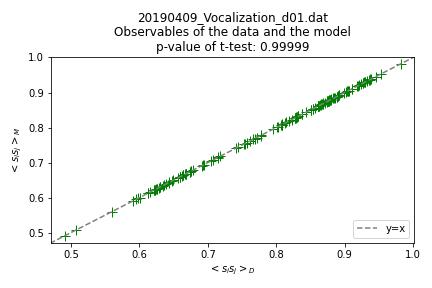 20190409_Vocalization_d01.dat
Observables of the data and the model
p-value of t-test: 0.99999
1.0
0.9
0.8
0.7
0.6
0.5
< sᵢsⱼ >_M
y=x
0.5 0.6 0.7 0.8 0.9 1.0
< sᵢsⱼ >_D